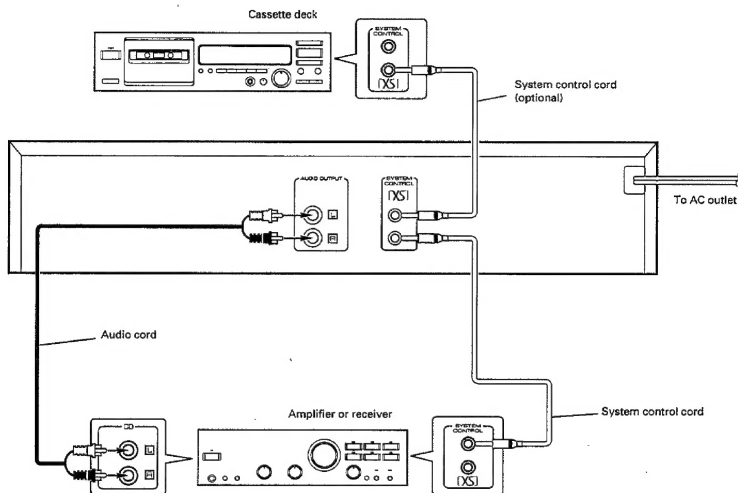 Cassette deck
SYSTEM
CONTROL
XS
System control cord
(optional)
AUDIO OUTPUT
L
R
SYSTEM
CONTROL
XS
To AC outlet
Audio cord
Amplifier or receiver
System control cord
CD
L
R
SYSTEM
CONTROL
XS